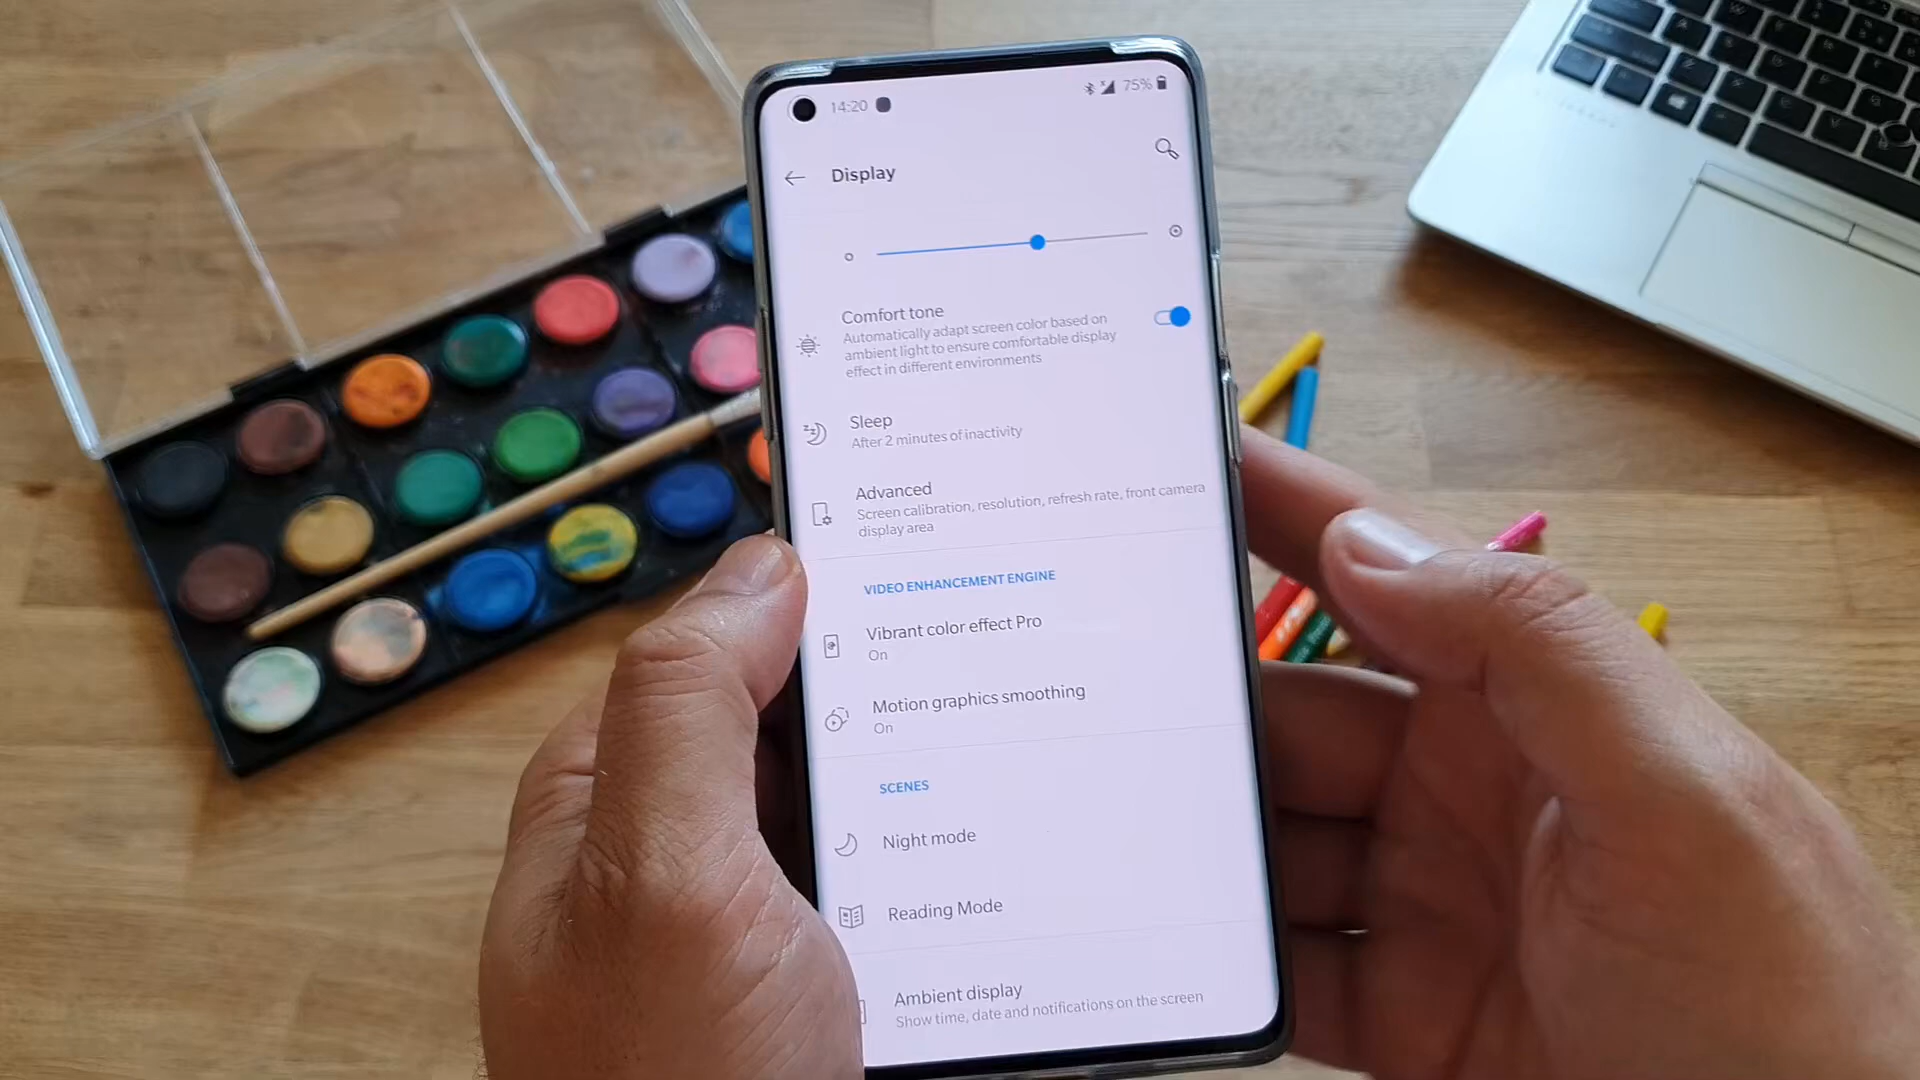 14:20
75%
Display
Comfort tone
Automatically adapt screen color based on
ambient light to ensure comfortable display
effect in different environments
Sleep
After 2 minutes of inactivity
Advanced
Screen calibration, resolution, refresh rate, front camera
display area
VIDEO ENHANCEMENT ENGINE
Vibrant color effect Pro
On
Motion graphics smoothing
On
SCENES
Night mode
Reading Mode
Ambient display
Show time, date and notifications on the screen